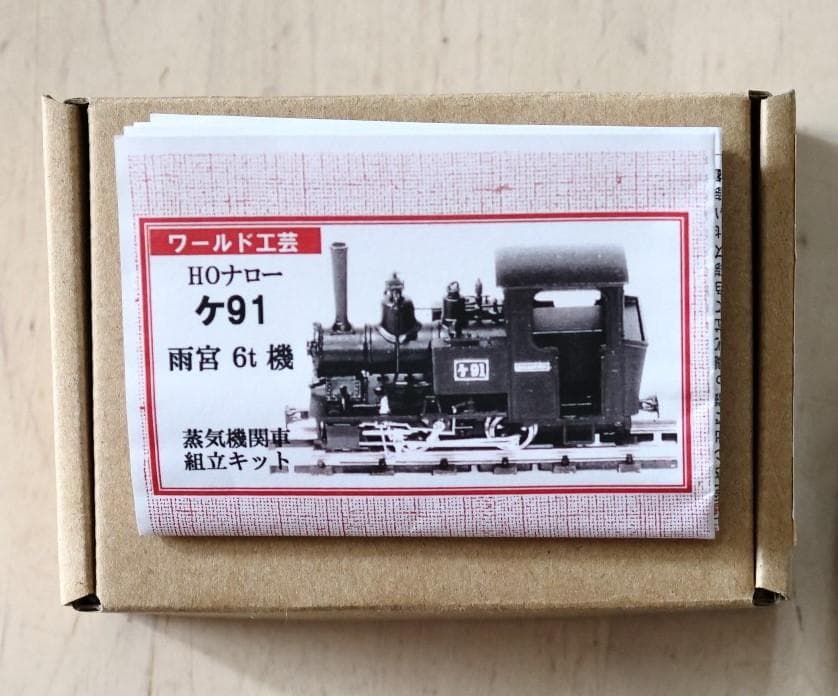 ワールド工芸
HOナロー
ケ91
雨宮 6t 機
蒸気機関車
組立キット
ケ91